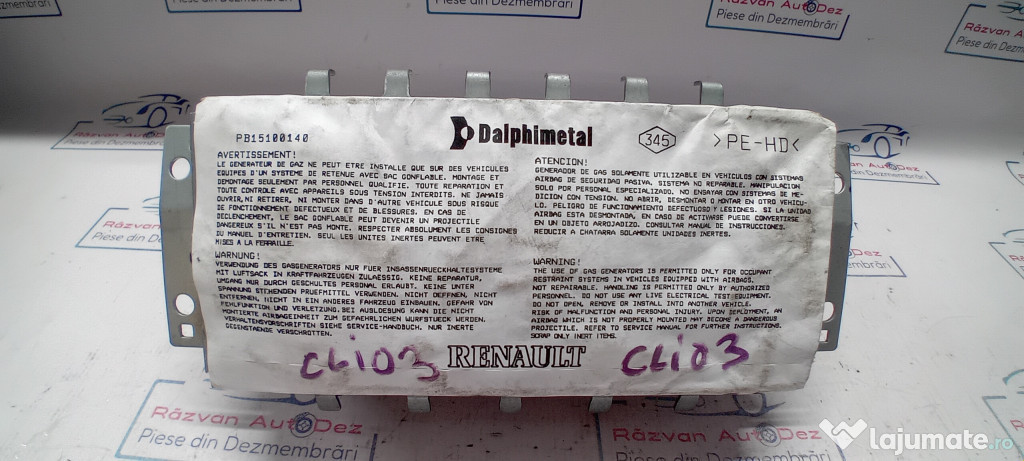 Piese din Dezmembrări
Piese din Dezmembrări
Răzvan AutoDez
Piese din Dezmembrări
Răzvan AutoDez
Piese din Dezmembrări
Dalphimetal
345
>PE-HD<
PB15100140
AVERTISSEMENT!
LE GENERATEUR DE GAZ NE PEUT ETRE INSTALLE QUE SUR DES VEHICULES
EQUIPES D'UN SYSTEME DE RETENUE AVEC SAC GONFLABLE. MONTAGE ET
DEMONTAGE SEULEMENT PAR PERSONNEL QUALIFIE. TOUTE REPARATION ET
TOUTE CONTROLE AVEC APPAREILS SOUS TENSION INTERDITS. NE JAMAIS
OUVRIR,NI RETIRER, NI MONTER DANS D'AUTRE VEHICULE SOUS RISQUE
DE FONCTIONNEMENT DEFECTUEUX ET DE BLESSURES. EN CAS DE
DECLENCHEMENT, LE SAC GONFLABLE PEUT DEVENIR UN PROJECTILE
DANGEREUX S'IL N'EST PAS MONTE. RESPECTER ABSOLUMENT LES CONSIGNES
DU MANUEL D'ENTRETIEN. SEUL LES UNITES INERTES PEUVENT ETRE
MISES A LA FERRAILLE.
ATENCION!
GENERADOR DE GAS SOLAMENTE UTILIZABLE EN VEHICULOS CON SISTEMAS
AIRBAG DE SEGURIDAD PASIVA. SISTEMA NO REPARABLE. MANIPULACION
SOLO POR PERSONAL ESPECIALIZADO. NO ENSAYAR CON SISTEMAS DE ME-
DICION CON TENSION. NO ABRIR, DESMONTAR O MONTAR EN OTRO VEHICU-
LO. PELIGRO DE FUNCIONAMIENTO DEFECTUOSO Y LESIONES. SI LA UNIDAD
AIRBAG ESTA DESMONTADA, EN CASO DE ACTIVARSE PUEDE CONVERTIRSE
EN UN OBJETO ARROJADIZO. CONSULTAR MANUAL DE INSTRUCCIONES.
REDUCIR A CHATARRA SOLAMENTE UNIDADES INERTES.
WARNUNG!
VERWENDUNG DES GASGENERATORS NUR FUER INSASSENRUECKHALTESYSTEME
MIT LUFTSACK IN KRAFTFAHRZEUGEN ZULAESSIG. KEINE REPARATUR,
UMGANG NUR DURCH GESCHULTES PERSONAL ERLAUBT. KEINE UNTER
SPANNUNG STEHENDEN PRUEFMITTEL VERWENDEN. NICHT OEFFNEN, NICHT
ENTFERNEN, NICHT IN EIN ANDERES FAHRZEUG EINBAUEN. GEFAHR VON
FEHLFUNKTION UND VERLETZUNG. BEI AUSLOESUNG KANN DIE NICHT
MONTIERTE AIRBAGEINHEIT ZUM GEFAEHRLICHEN WURFSTUECK WERDEN.
VERHALTENSVORSCHRIFTEN SIEHE SERVICE-HANDBUCH. NUR INERTE
GEGENSTAENDE VERSCHROTTEN.
WARNING!
THE USE OF GAS GENERATORS IS PERMITTED ONLY FOR OCCUPANT
RESTRAINT SYSTEMS IN VEHICLES EQUIPPED WITH AIRBAGS.
NOT REPAIRABLE. HANDLING IS PERMITTED ONLY BY AUTHORIZED
PERSONNEL. DO NOT USE ANY LIVE ELECTRICAL TEST EQUIPMENT.
DO NOT OPEN, REMOVE OR INSTALL INTO ANOTHER VEHICLE.
RISK OF MALFUNCTION AND PERSONAL INJURY. UPON DEPLOYMENT, AN
AIRBAG WHICH IS NOT PROPERLY MOUNTED MAY BECOME A DANGEROUS
PROJECTILE. REFER TO SERVICE MANUAL FOR FURTHER INSTRUCTIONS.
SCRAP ONLY INERT ITEMS.
CLiO 3
RENAULT
CLiO 3
Răzvan AutoDez
Piese din Dezmembrări
Răzvan AutoDez
Piese din Dezmembrări
lajumate.ro